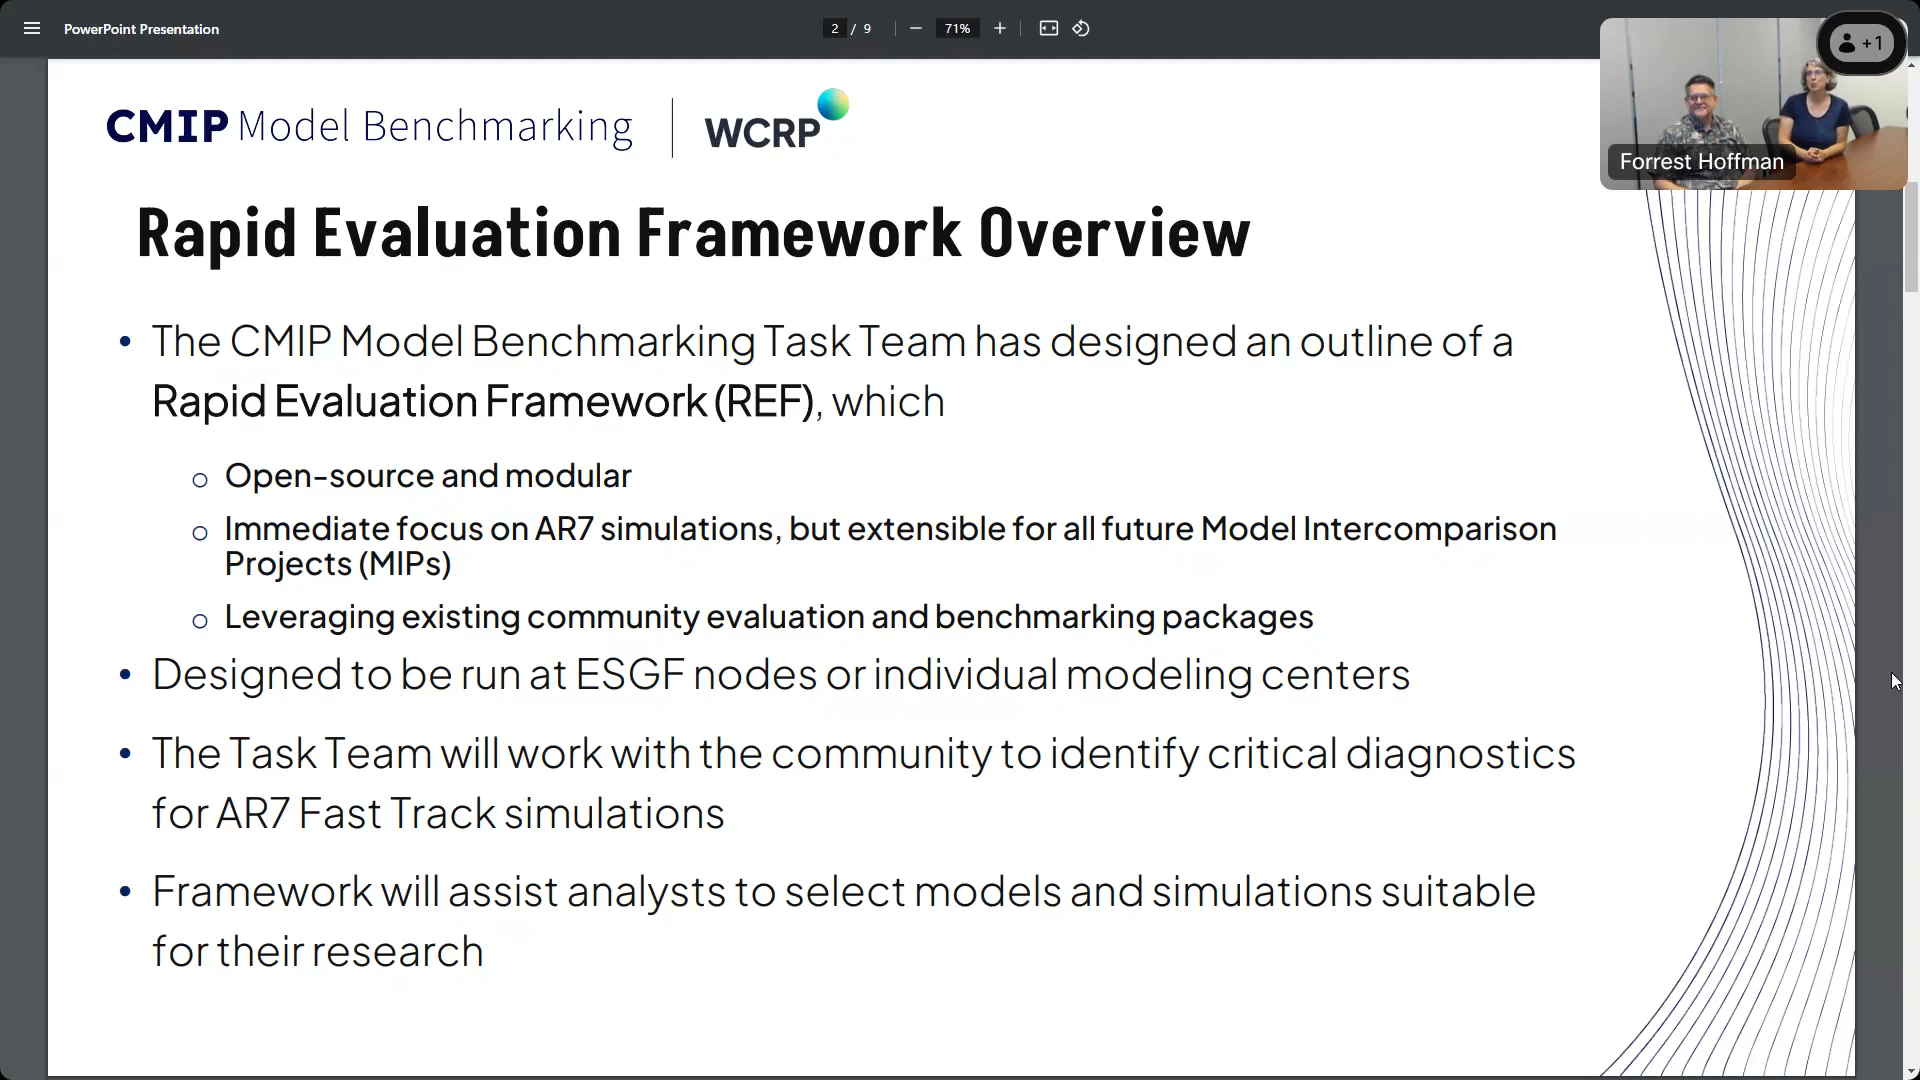 PowerPoint Presentation
2 / 9
71%
+1
Forrest Hoffman
CMIP Model Benchmarking
WCRP
Rapid Evaluation Framework Overview
• The CMIP Model Benchmarking Task Team has designed an outline of a
Rapid Evaluation Framework (REF), which
o Open-source and modular
o Immediate focus on AR7 simulations, but extensible for all future Model Intercomparison
Projects (MIPs)
o Leveraging existing community evaluation and benchmarking packages
• Designed to be run at ESGF nodes or individual modeling centers
• The Task Team will work with the community to identify critical diagnostics
for AR7 Fast Track simulations
• Framework will assist analysts to select models and simulations suitable
for their research